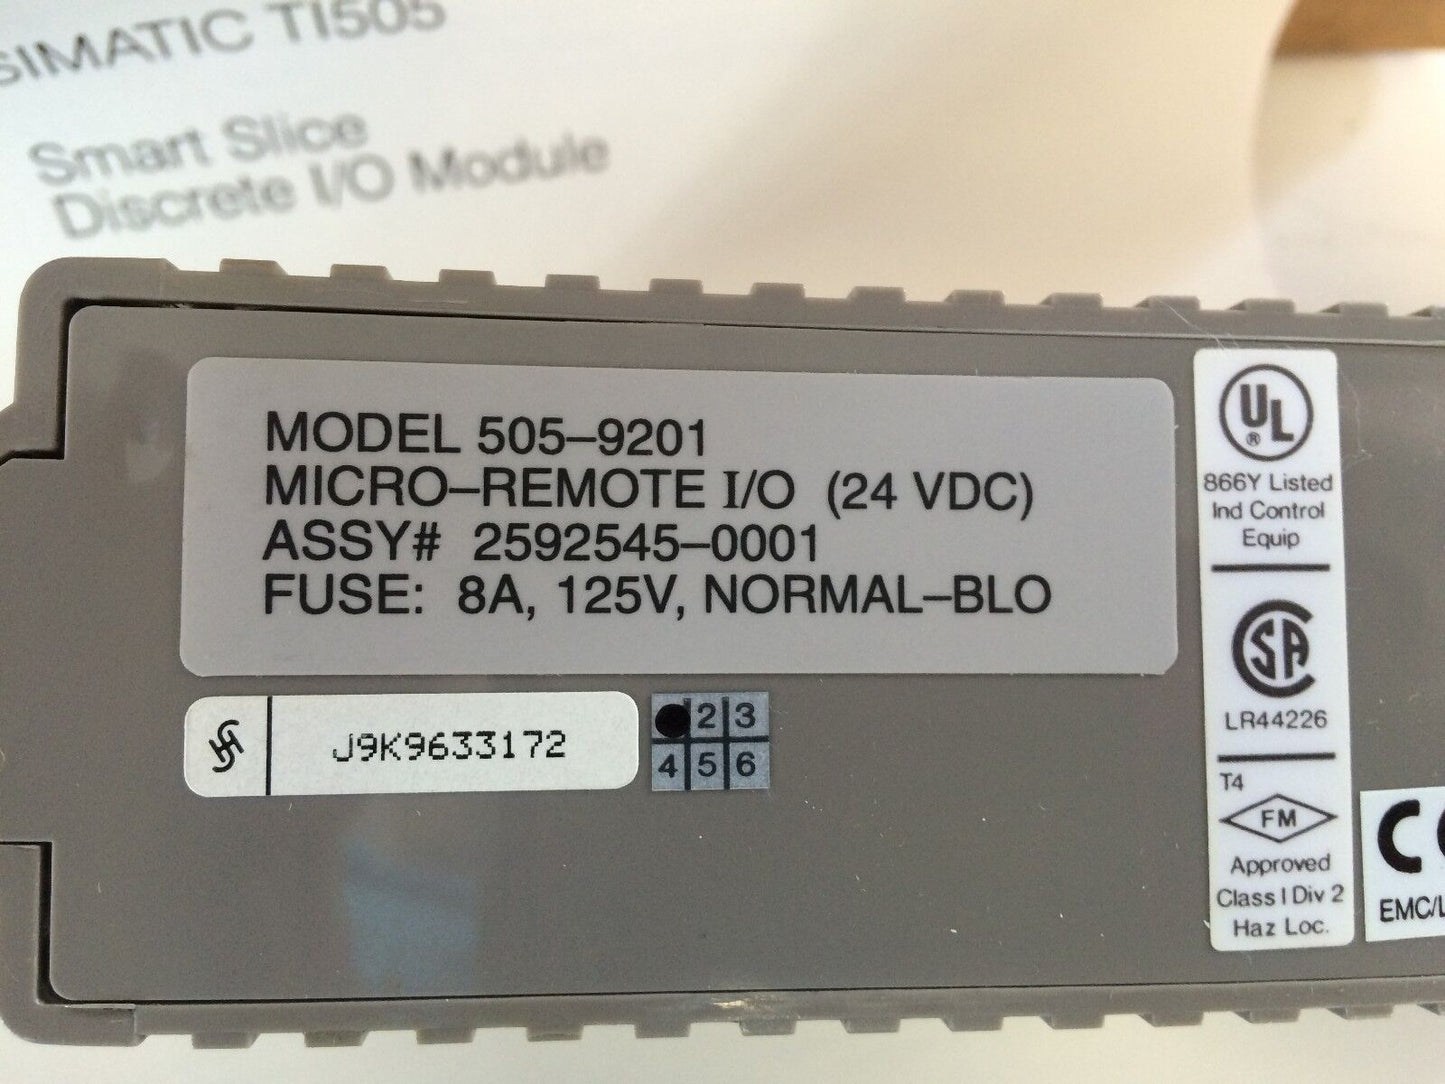 SIMATIC TI505
Smart Slice
Discrete I/O Module
MODEL 505–9201
MICRO–REMOTE I/O (24 VDC)
ASSY# 2592545–0001
FUSE: 8A, 125V, NORMAL–BLO
J9K9633172
2 3
4 5 6
UL
®
866Y Listed
Ind Control
Equip
CSA
LR44226
T4
FM
Approved
Class I Div 2
Haz Loc.
C
EMC/L